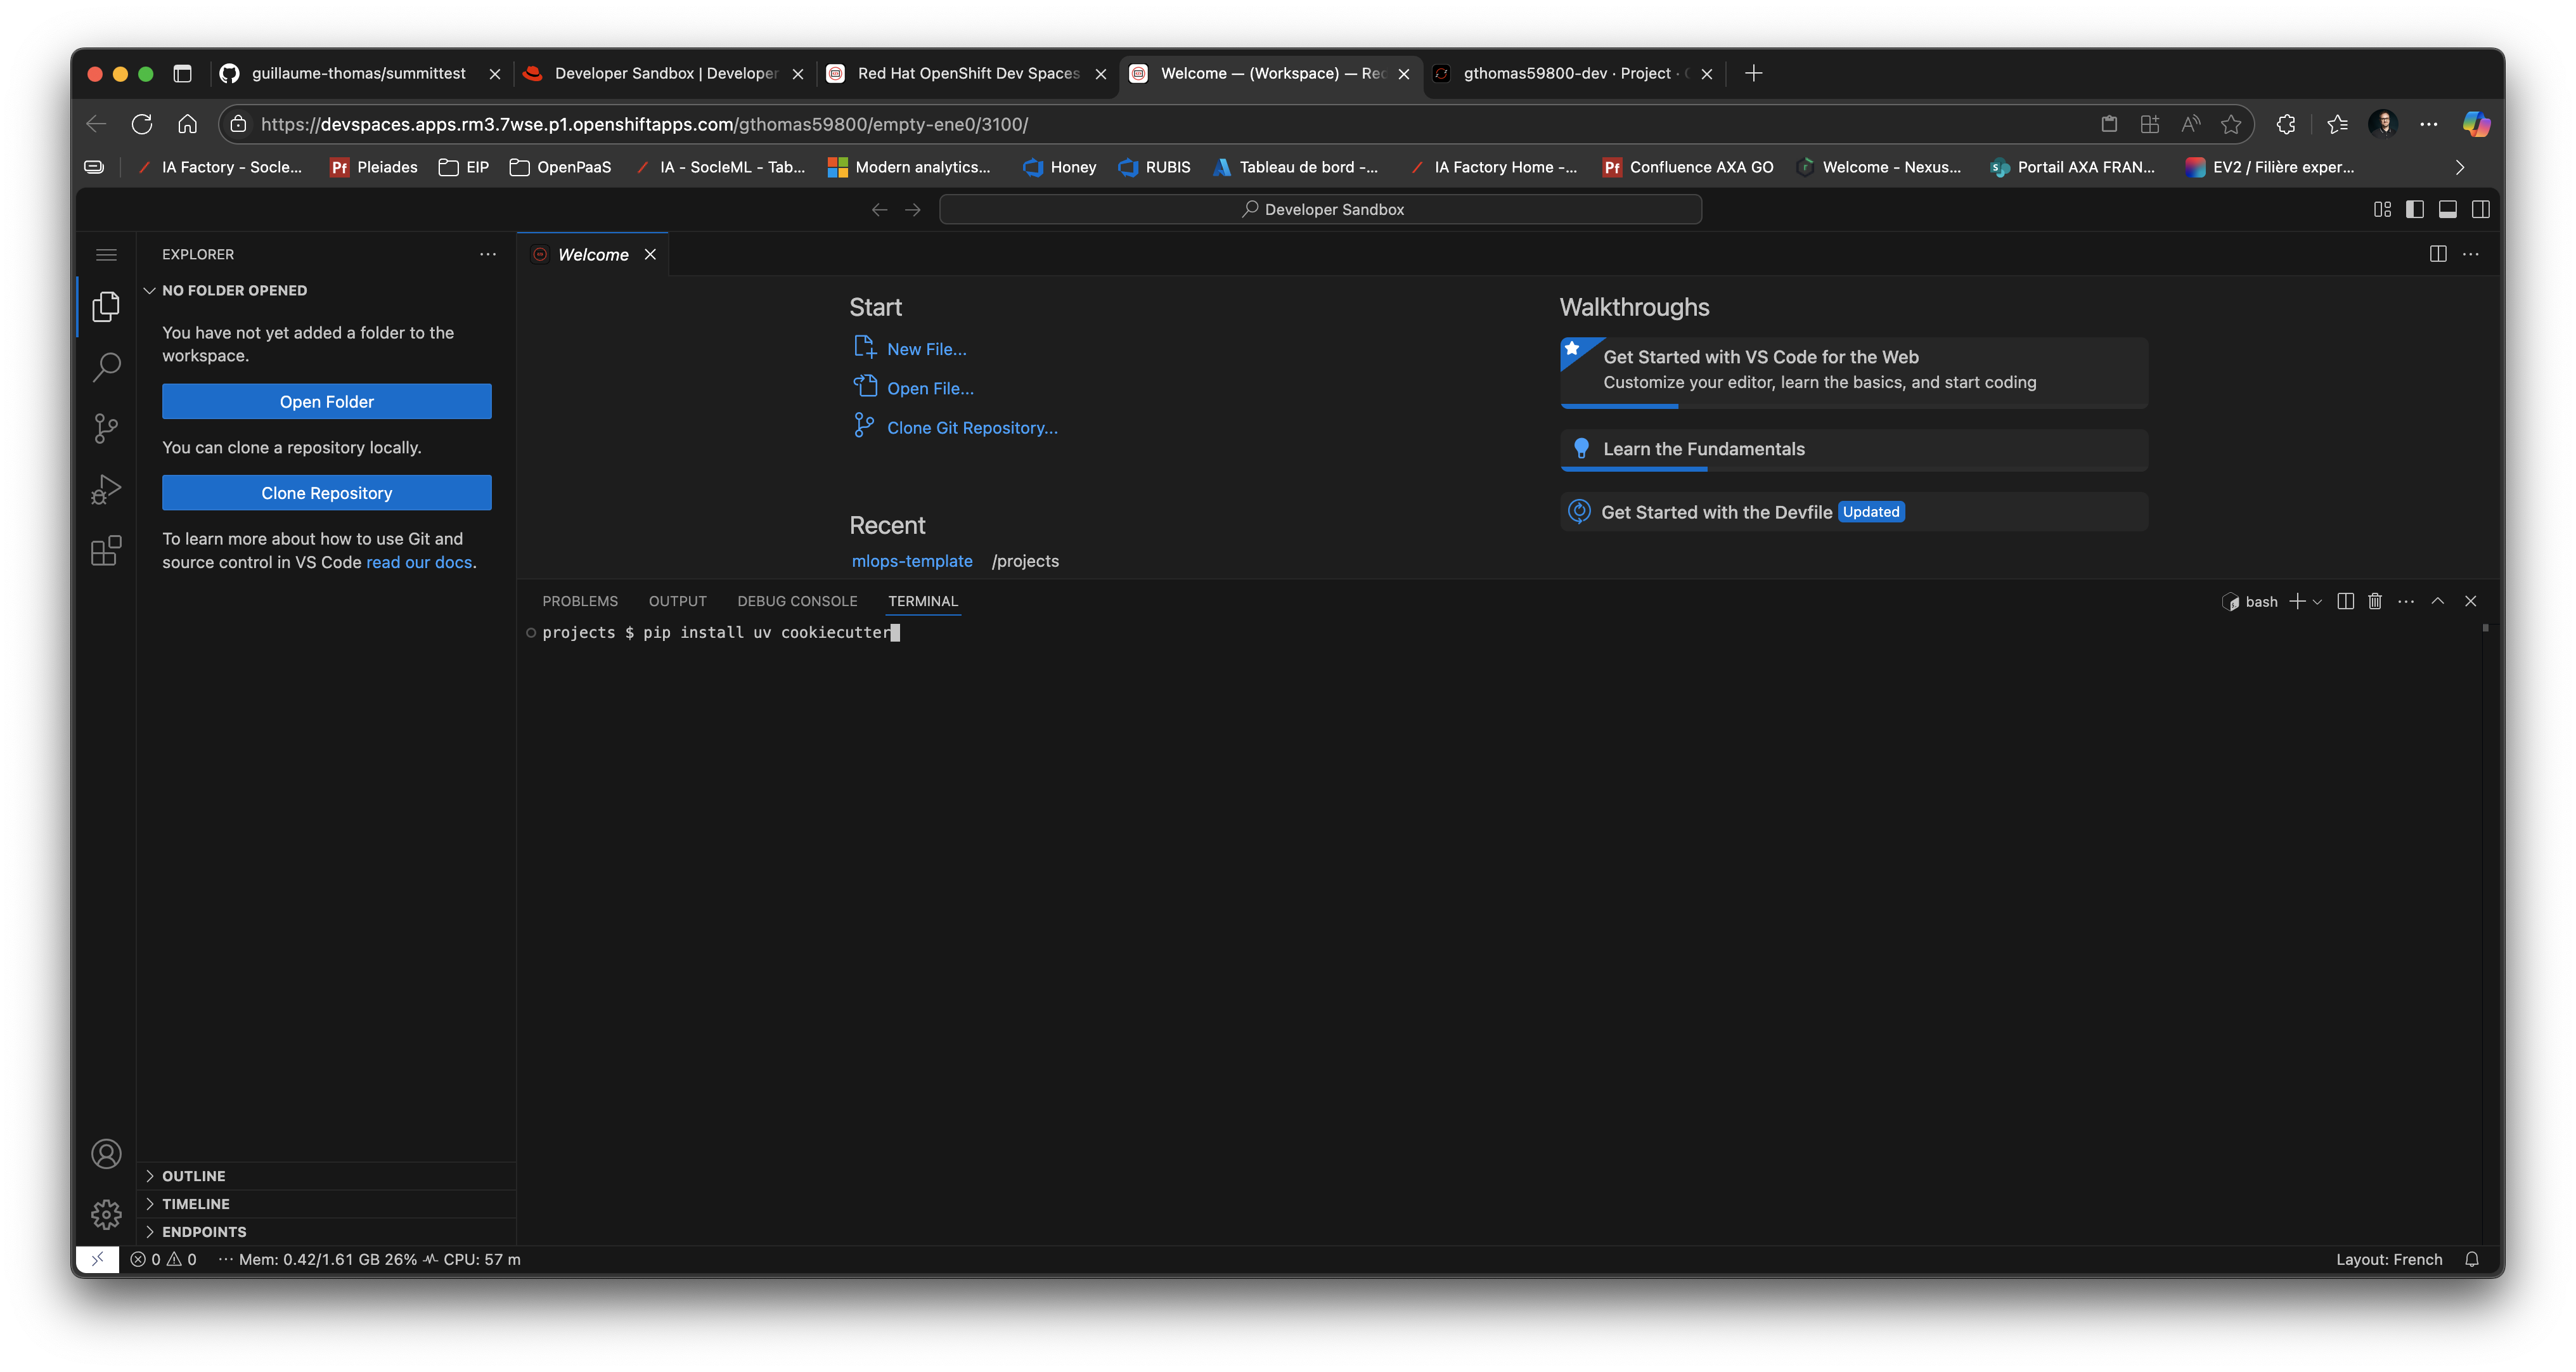 guillaume-thomas/summittest
Developer Sandbox | Developer
Red Hat OpenShift Dev Spaces
Welcome — (Workspace) — Red
gthomas59800-dev · Project ·
https://devspaces.apps.rm3.7wse.p1.openshiftapps.com/gthomas59800/empty-ene0/3100/
IA Factory - Socle...
Pf Pleiades
EIP
OpenPaaS
IA - SocleML - Tab...
Modern analytics...
Honey
RUBIS
Tableau de bord -...
IA Factory Home -...
Pf Confluence AXA GO
Welcome - Nexus...
Portail AXA FRAN...
EV2 / Filière exper...
Developer Sandbox
EXPLORER
NO FOLDER OPENED
You have not yet added a folder to the
workspace.
Open Folder
You can clone a repository locally.
Clone Repository
To learn more about how to use Git and
source control in VS Code read our docs.
OUTLINE
TIMELINE
ENDPOINTS
Welcome
Start
New File...
Open File...
Clone Git Repository...
Recent
mlops-template /projects
Walkthroughs
Get Started with VS Code for the Web
Customize your editor, learn the basics, and start coding
Learn the Fundamentals
Get Started with the Devfile Updated
PROBLEMS OUTPUT DEBUG CONSOLE TERMINAL
bash
projects $ pip install uv cookiecutter
0 0 ··· Mem: 0.42/1.61 GB 26% CPU: 57 m
Layout: French